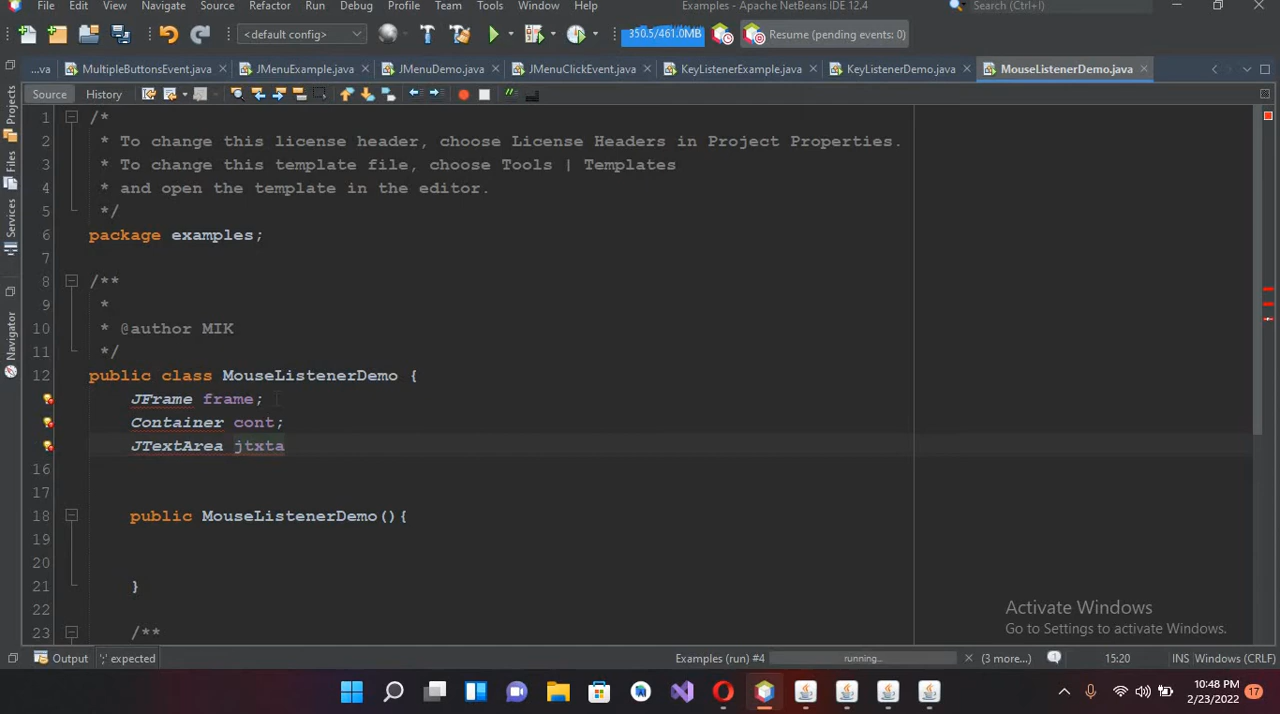 File Edit View Navigate Source Refactor Run Debug Profile Team Tools Window Help Examples - Apache NetBeans IDE 12.4 Search (Ctrl+I)
<default config> 350.5/461.0MB Resume (pending events: 0)
...va MultipleButtonsEvent.java JMenuExample.java JMenuDemo.java JMenuClickEvent.java KeyListenerExample.java KeyListenerDemo.java MouseListenerDemo.java
Source History
Projects
Files
Services
Navigator
1 /*
2 * To change this license header, choose License Headers in Project Properties.
3 * To change this template file, choose Tools | Templates
4 * and open the template in the editor.
5 */
6 package examples;
7
8 /**
9 *
10 * @author MIK
11 */
12 public class MouseListenerDemo {
JFrame frame;
Container cont;
JTextArea jtxta
16
17
18 public MouseListenerDemo(){
19
20
21 }
22
23 /**
Activate Windows
Go to Settings to activate Windows.
Output ';' expected Examples (run) #4 running... (3 more...) 15:20 INS Windows (CRLF)
10:48 PM
2/23/2022
17